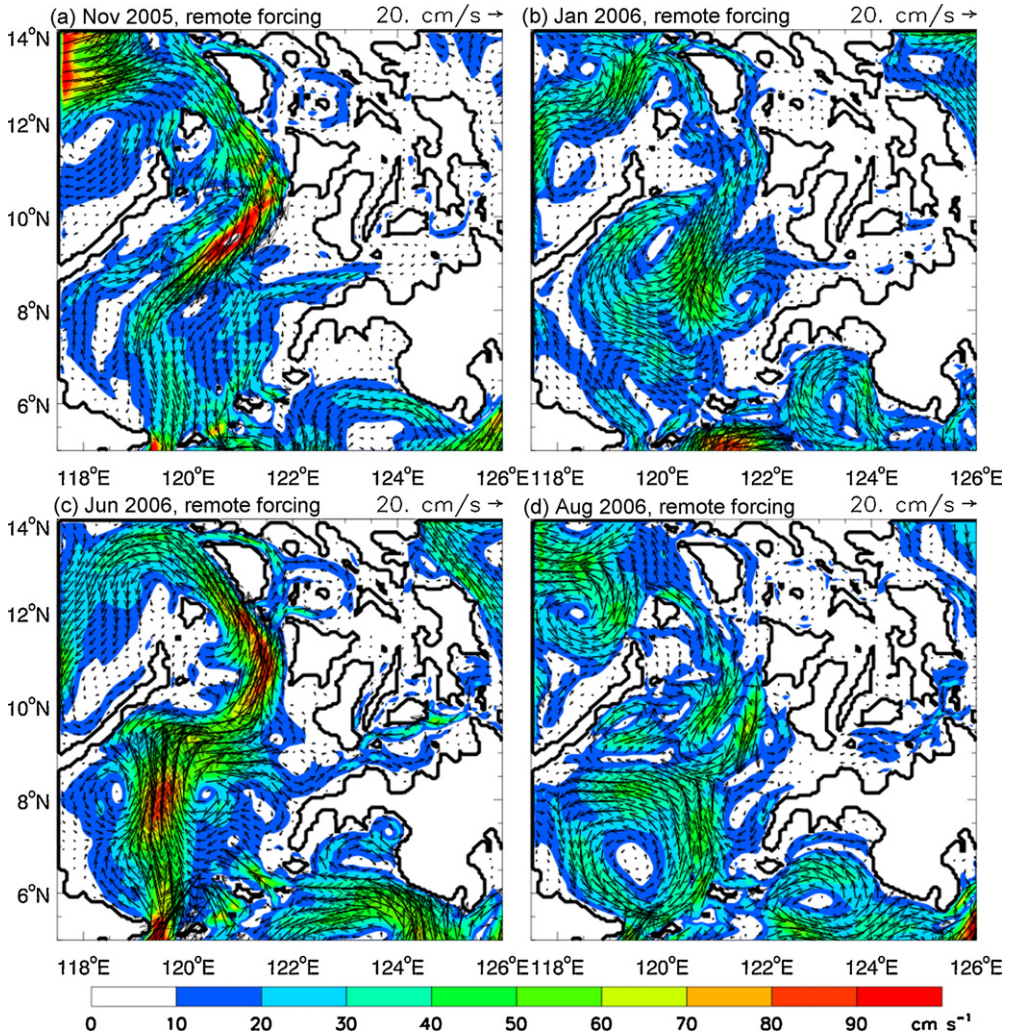 (a) Nov 2005, remote forcing 20. cm/s →
(b) Jan 2006, remote forcing 20. cm/s →
14°N
12°N
10°N
8°N
6°N
118°E 120°E 122°E 124°E 126°E
118°E 120°E 122°E 124°E 126°E
(c) Jun 2006, remote forcing 20. cm/s →
(d) Aug 2006, remote forcing 20. cm/s →
14°N
12°N
10°N
8°N
6°N
118°E 120°E 122°E 124°E 126°E
118°E 120°E 122°E 124°E 126°E
0 10 20 30 40 50 60 70 80 90 cm s⁻¹